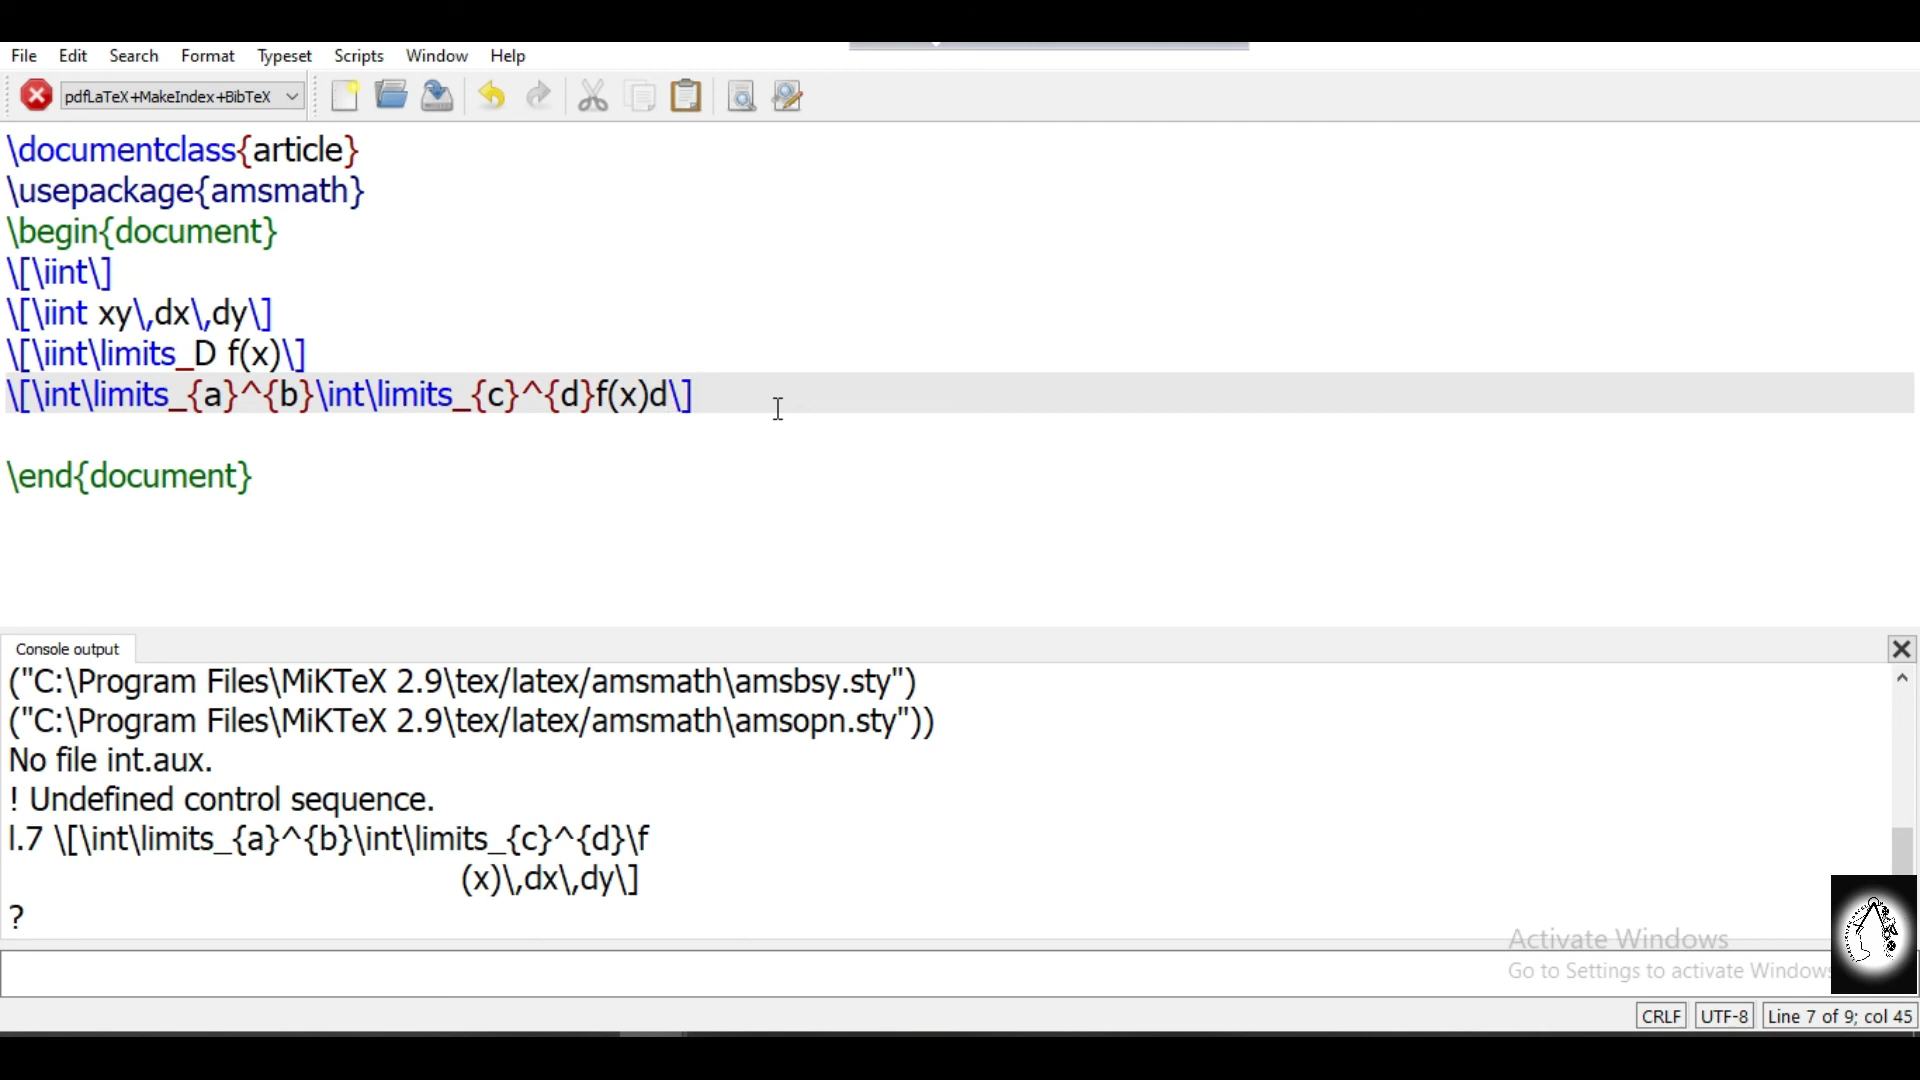 File Edit Search Format Typeset Scripts Window Help
pdfLaTeX+MakeIndex+BibTeX
\documentclass{article}
\usepackage{amsmath}
\begin{document}
\[\iint\]
\[\iint xy\,dx\,dy\]
\[\iint\limits_D f(x)\]
\[\int\limits_{a}^{b}\int\limits_{c}^{d}f(x)d\]
\end{document}
Console output
("C:\Program Files\MiKTeX 2.9\tex/latex/amsmath\amsbsy.sty")
("C:\Program Files\MiKTeX 2.9\tex/latex/amsmath\amsopn.sty"))
No file int.aux.
! Undefined control sequence.
l.7 \[\int\limits_{a}^{b}\int\limits_{c}^{d}\f
(x)\,dx\,dy\]
?
Activate Windows
Go to Settings to activate Windows
CRLF UTF-8 Line 7 of 9; col 45